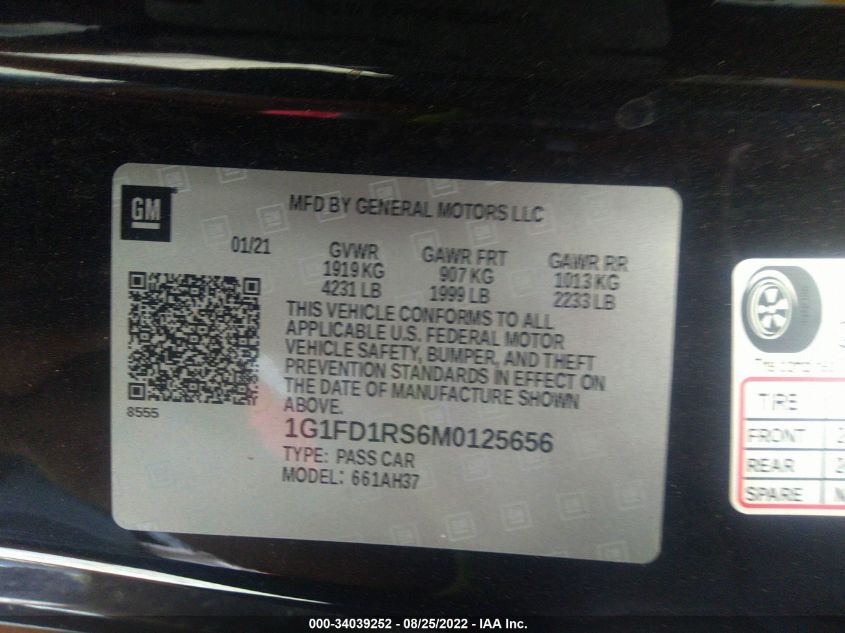 GM
MFD BY GENERAL MOTORS LLC
01/21
GVWR GAWR FRT GAWR RR
1919 KG 907 KG 1013 KG
4231 LB 1999 LB 2233 LB
THIS VEHICLE CONFORMS TO ALL
APPLICABLE U.S. FEDERAL MOTOR
VEHICLE SAFETY, BUMPER, AND THEFT
PREVENTION STANDARDS IN EFFECT ON
THE DATE OF MANUFACTURE SHOWN
ABOVE.
8555
1G1FD1RS6M0125656
TYPE: PASS CAR
MODEL: 661AH37
TIRE
FRONT
REAR
SPARE
000-34039252 - 08/25/2022 - IAA Inc.